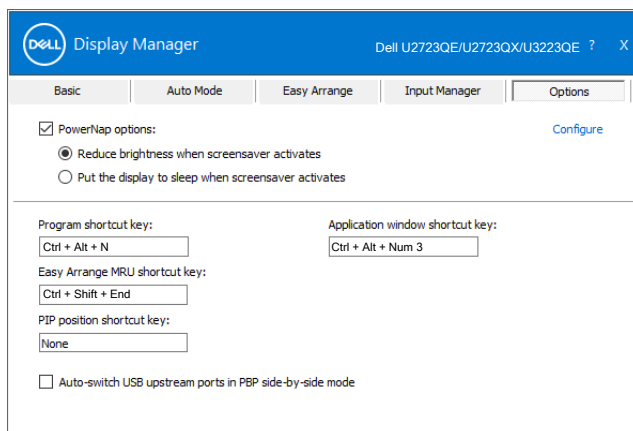 DELL Display Manager Dell U2723QE/U2723QX/U3223QE ? X
Basic Auto Mode Easy Arrange Input Manager Options
PowerNap options: Configure
Reduce brightness when screensaver activates
Put the display to sleep when screensaver activates
Program shortcut key: Application window shortcut key:
Ctrl + Alt + N Ctrl + Alt + Num 3
Easy Arrange MRU shortcut key:
Ctrl + Shift + End
PIP position shortcut key:
None
Auto-switch USB upstream ports in PBP side-by-side mode